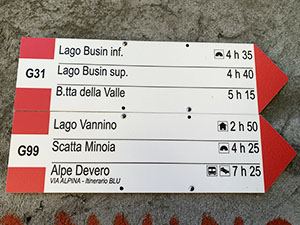 Lago Busin inf. 4 h 35
G31 Lago Busin sup. 4 h 40
B.tta della Valle 5 h 15
Lago Vannino 2 h 50
G99 Scatta Minoia 4 h 25
Alpe Devero 7 h 25
VIA ALPINA - Itinerario BLU